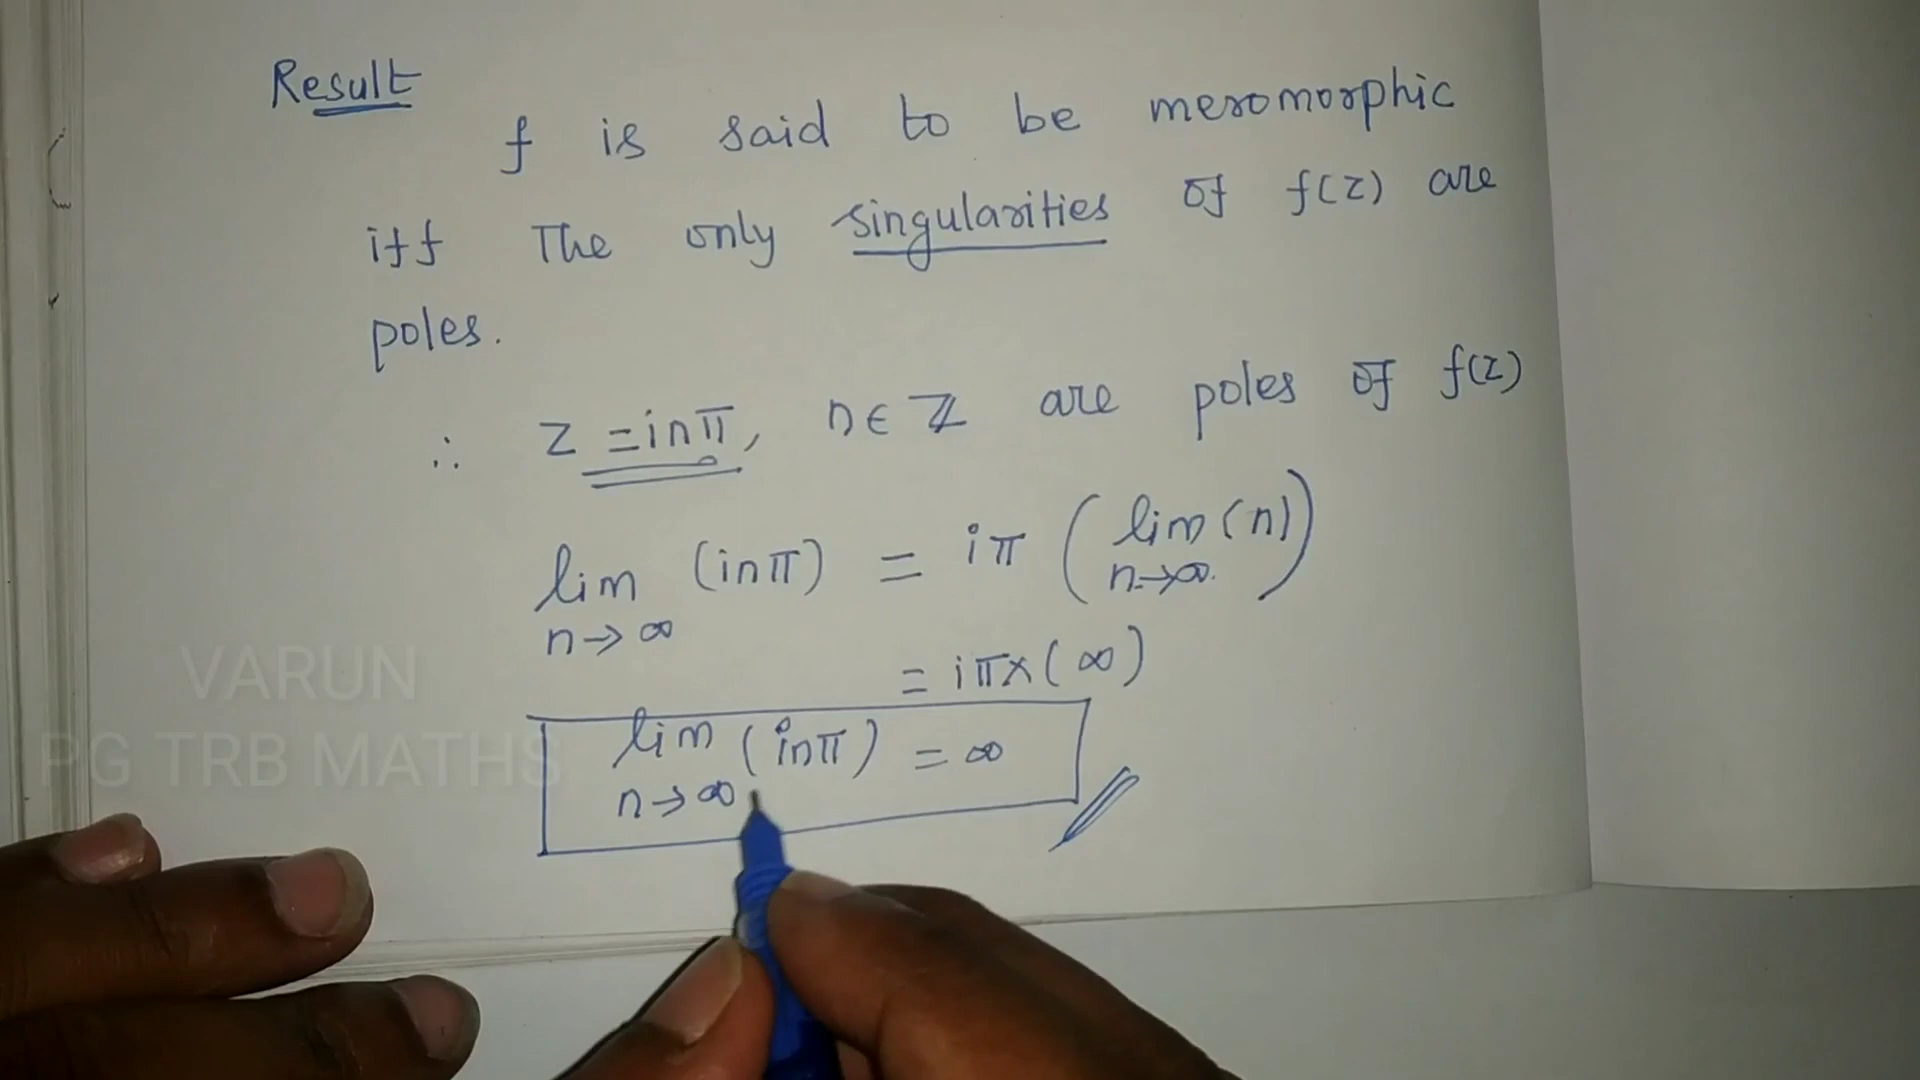 Result
f is said to be meromorphic
iff The only singularities of f(z) are
poles.
∴ z = inπ, n ∈ ℤ are poles of f(z)
lim (inπ) = iπ ( lim (n) )
n→∞ n→∞.
= iπ × (∞)
lim (inπ) = ∞
n→∞
VARUN
PG TRB MATHS